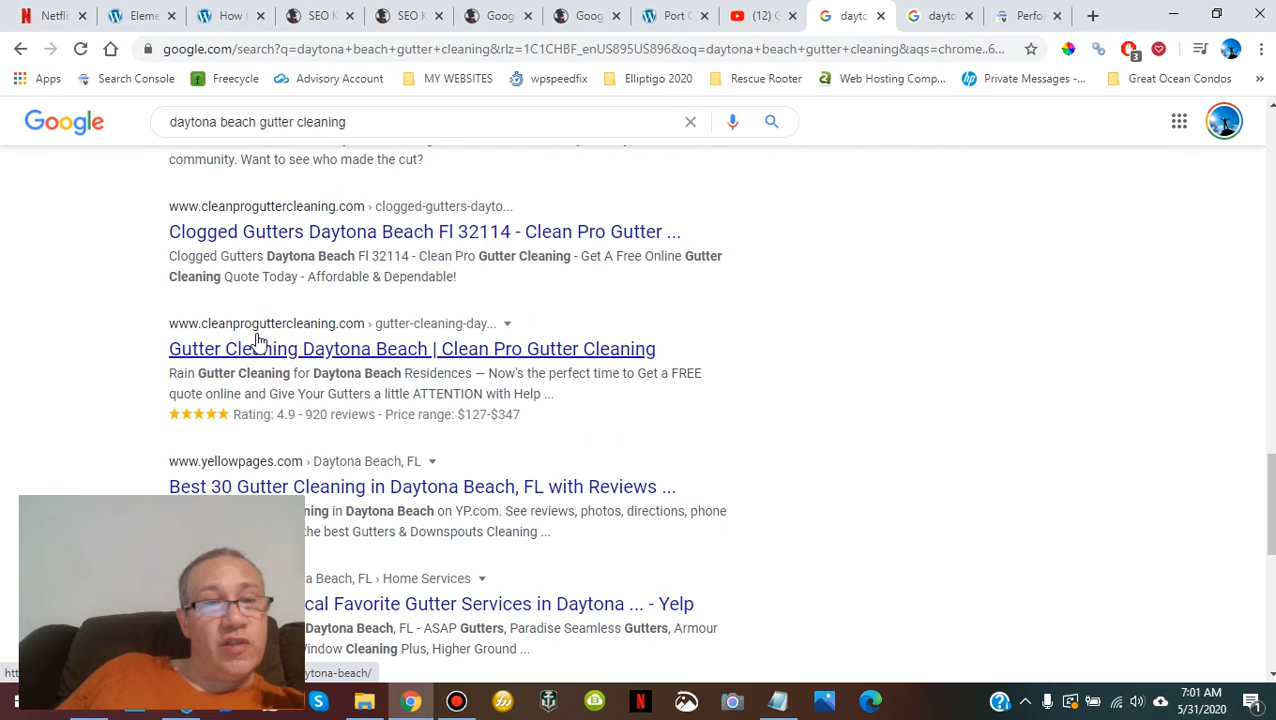 Netfli
Eleme
How t
SEO K
SEO K
Goog
Goog
Port C
(12) G
dayto
dayto
Perfo
google.com/search?q=daytona+beach+gutter+cleaning&rlz=1C1CHBF_enUS895US896&oq=daytona+beach+gutter+cleaning&aqs=chrome..6...
3
Apps
Search Console
Freecycle
Advisory Account
MY WEBSITES
wpspeedfix
Elliptigo 2020
Rescue Rooter
Web Hosting Comp...
Private Messages -...
Great Ocean Condos
»
Google
daytona beach gutter cleaning
community. Want to see who made the cut?
www.cleanproguttercleaning.com › clogged-gutters-dayto...
Clogged Gutters Daytona Beach Fl 32114 - Clean Pro Gutter ...
Clogged Gutters Daytona Beach Fl 32114 - Clean Pro Gutter Cleaning - Get A Free Online Gutter
Cleaning Quote Today - Affordable & Dependable!
www.cleanproguttercleaning.com › gutter-cleaning-day...
Gutter Cleaning Daytona Beach | Clean Pro Gutter Cleaning
Rain Gutter Cleaning for Daytona Beach Residences — Now's the perfect time to Get a FREE
quote online and Give Your Gutters a little ATTENTION with Help ...
Rating: 4.9 - 920 reviews - Price range: $127-$347
www.yellowpages.com › Daytona Beach, FL
Best 30 Gutter Cleaning in Daytona Beach, FL with Reviews ...
ning in Daytona Beach on YP.com. See reviews, photos, directions, phone
the best Gutters & Downspouts Cleaning ...
a Beach, FL › Home Services
cal Favorite Gutter Services in Daytona ... - Yelp
Daytona Beach, FL - ASAP Gutters, Paradise Seamless Gutters, Armour
Window Cleaning Plus, Higher Ground ...
ytona-beach/
7:01 AM
5/31/2020
1